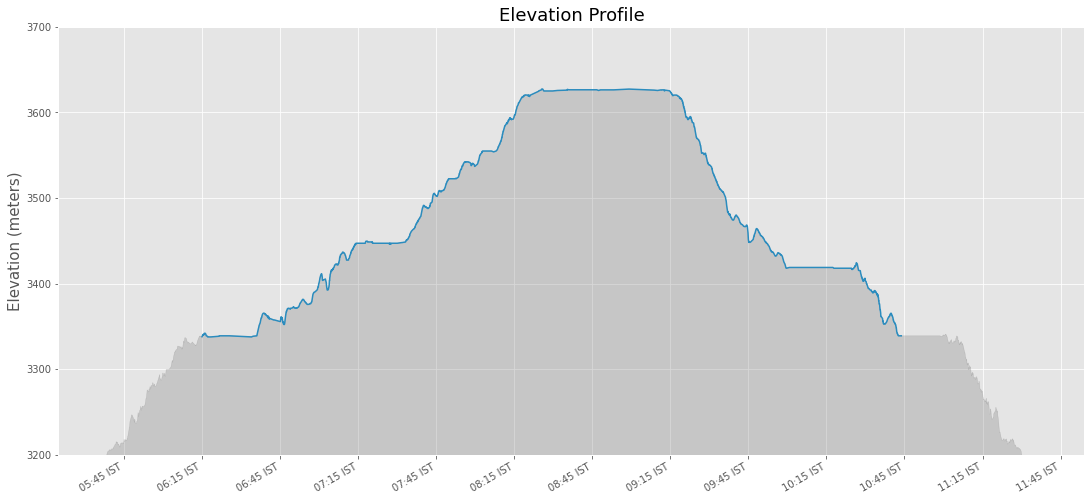 Elevation Profile
Elevation (meters)
3700
3600
3500
3400
3300
3200
05:45 IST
06:15 IST
06:45 IST
07:15 IST
07:45 IST
08:15 IST
08:45 IST
09:15 IST
09:45 IST
10:15 IST
10:45 IST
11:15 IST
11:45 IST